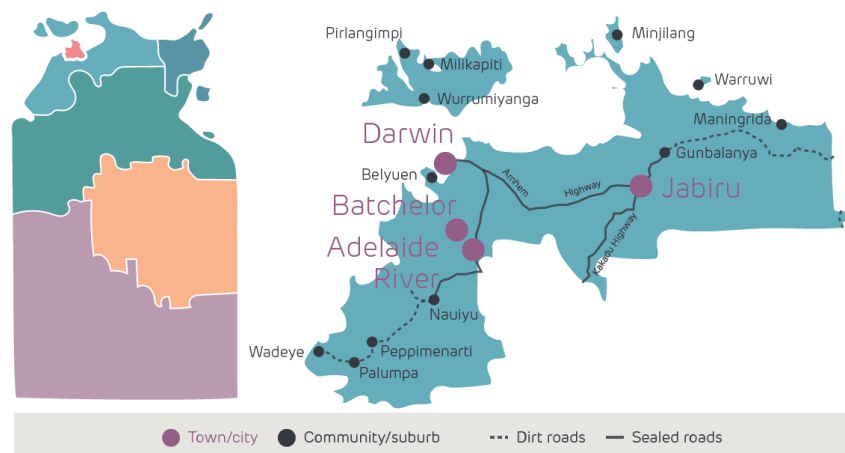 Pirlangimpi
Minjilang
Milikapiti
Warruwi
Wurrumiyanga
Maningrida
Darwin
Gunbalanya
Belyuen
Arnhem
Highway
Jabiru
Batchelor
Kakadu Highway
Adelaide
River
Nauiyu
Wadeye
Peppimenarti
Palumpa
Town/city
Community/suburb
Dirt roads
Sealed roads